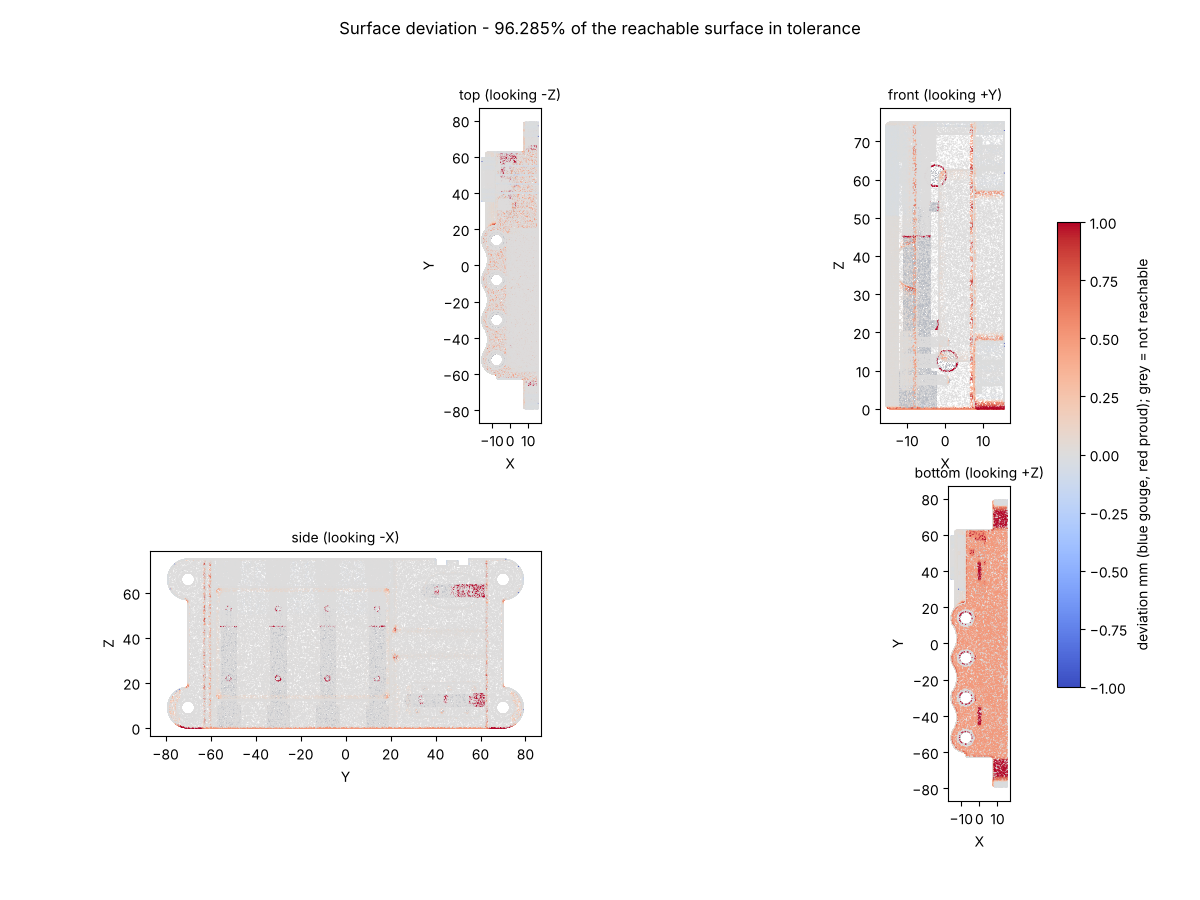 Surface deviation - 96.285% of the reachable surface in tolerance
top (looking -Z)
80
60
40
20
0
−20
−40
−60
−80
Y
−10 0 10
X
front (looking +Y)
70
60
50
40
30
20
10
0
Z
−10 0 10
X
side (looking -X)
60
40
20
0
Z
−80 −60 −40 −20 0 20 40 60 80
Y
bottom (looking +Z)
80
60
40
20
0
−20
−40
−60
−80
Y
−10 0 10
X
1.00
0.75
0.50
0.25
0.00
−0.25
−0.50
−0.75
−1.00
deviation mm (blue gouge, red proud); grey = not reachable